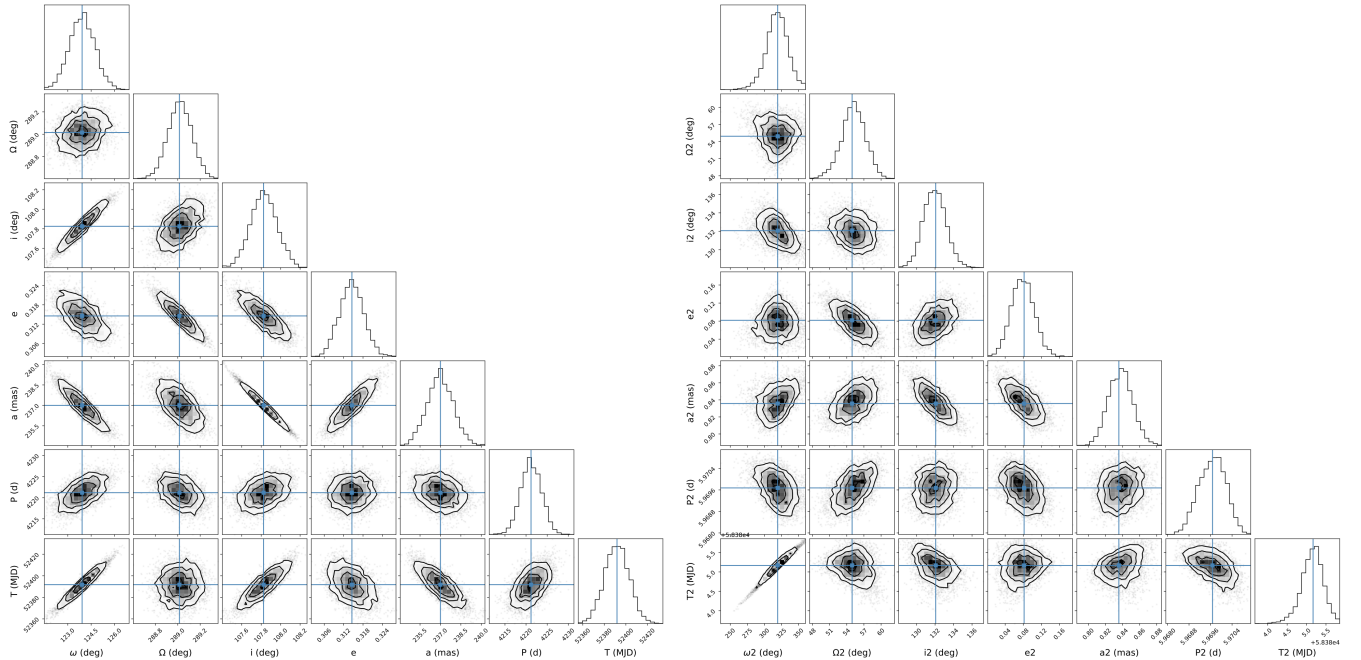 Ω (deg)
289.2
289.0
288.8
i (deg)
108.2
108.0
107.8
107.6
e
0.324
0.318
0.312
0.306
a (mas)
240.0
238.5
237.0
235.5
P (d)
4230
4225
4220
4215
T (MJD)
52420
52400
52380
52360
123.0 124.5 126.0
288.8 289.0 289.2
107.6 107.8 108.0 108.2
0.306 0.312 0.318 0.324
235.5 237.0 238.5 240.0
4215 4220 4225 4230
52360 52380 52400 52420
ω (deg) Ω (deg) i (deg) e a (mas) P (d) T (MJD)
Ω2 (deg)
60
57
54
51
48
i2 (deg)
136
134
132
130
e2
0.16
0.12
0.08
0.04
a2 (mas)
0.88
0.86
0.84
0.82
0.80
P2 (d)
5.9704
5.9696
5.9688
5.9680
+5.838e4
T2 (MJD)
5.5
5.0
4.5
4.0
250 275 300 325 350
48 51 54 57 60
130 132 134 136
0.04 0.08 0.12 0.16
0.80 0.82 0.84 0.86 0.88
5.9680 5.9688 5.9696 5.9704
4.0 4.5 5.0 5.5
+5.838e4
ω2 (deg) Ω2 (deg) i2 (deg) e2 a2 (mas) P2 (d) T2 (MJD)